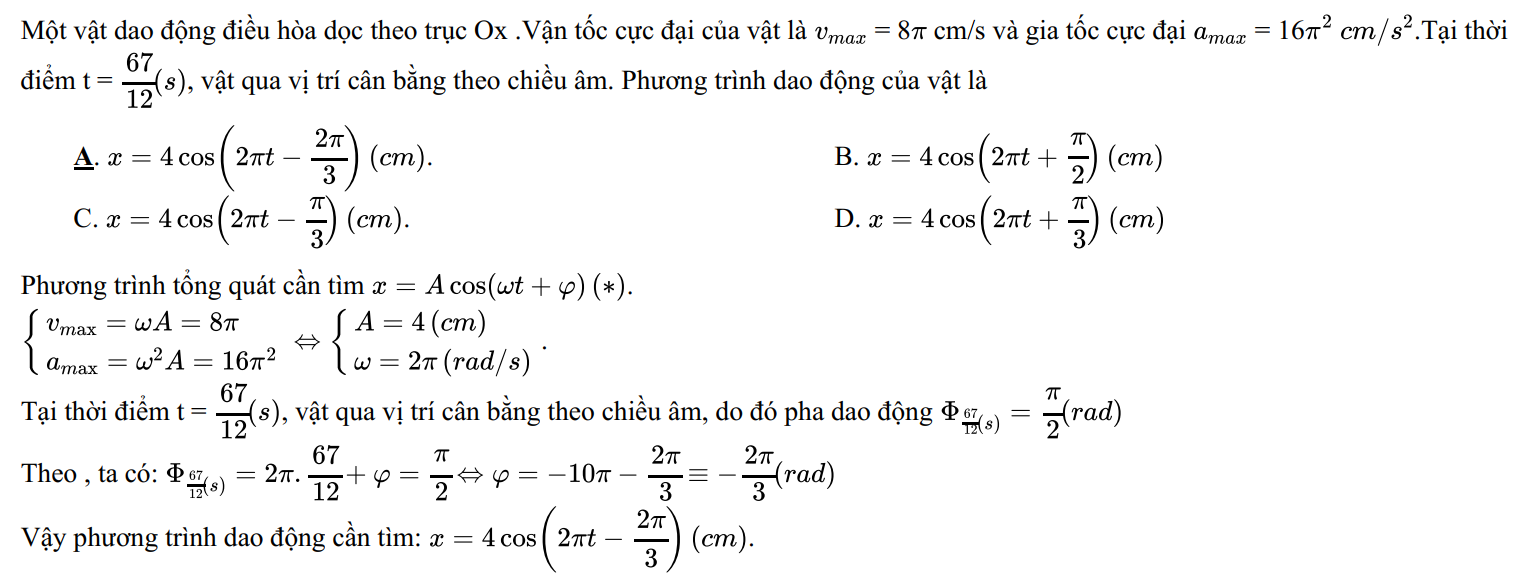 Một vật dao động điều hòa dọc theo trục Ox .Vận tốc cực đại của vật là $v_{max} = 8\pi$ cm/s và gia tốc cực đại $a_{max} = 16\pi^2\ cm/s^2$.Tại thời
điểm t = $\frac{67}{12}(s)$, vật qua vị trí cân bằng theo chiều âm. Phương trình dao động của vật là
A. $x = 4\cos\left(2\pi t - \frac{2\pi}{3}\right)(cm).$ B. $x = 4\cos\left(2\pi t + \frac{\pi}{2}\right)(cm)$
C. $x = 4\cos\left(2\pi t - \frac{\pi}{3}\right)(cm).$ D. $x = 4\cos\left(2\pi t + \frac{\pi}{3}\right)(cm)$
Phương trình tổng quát cần tìm $x = A\cos(\omega t + \varphi)\,(*)$.
$\begin{cases} v_{\max} = \omega A = 8\pi \\ a_{\max} = \omega^2 A = 16\pi^2 \end{cases} \Leftrightarrow \begin{cases} A = 4\,(cm) \\ \omega = 2\pi\,(rad/s) \end{cases}.$
Tại thời điểm t = $\frac{67}{12}(s)$, vật qua vị trí cân bằng theo chiều âm, do đó pha dao động $\Phi_{\frac{67}{12}(s)} = \frac{\pi}{2}(rad)$
Theo , ta có: $\Phi_{\frac{67}{12}(s)} = 2\pi.\frac{67}{12} + \varphi = \frac{\pi}{2} \Leftrightarrow \varphi = -10\pi - \frac{2\pi}{3} \equiv -\frac{2\pi}{3}(rad)$
Vậy phương trình dao động cần tìm: $x = 4\cos\left(2\pi t - \frac{2\pi}{3}\right)(cm).$